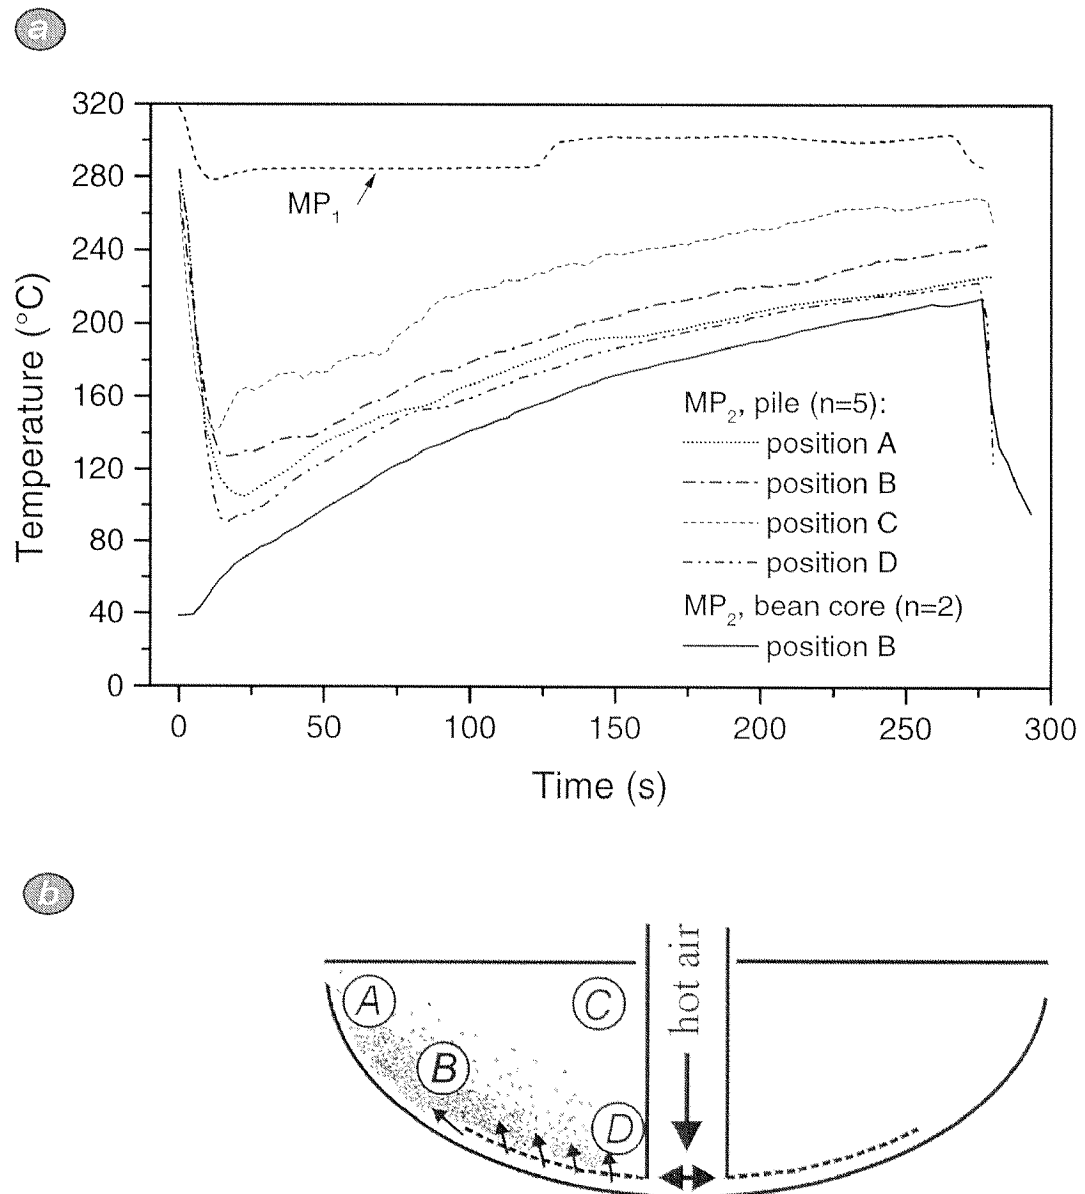 a
320
280
240
200
160
120
80
40
0
Temperature (°C)
MP₁
MP₂, pile (n=5):
position A
position B
position C
position D
MP₂, bean core (n=2)
position B
0 50 100 150 200 250 300
Time (s)
b
hot air
A
C
B
D